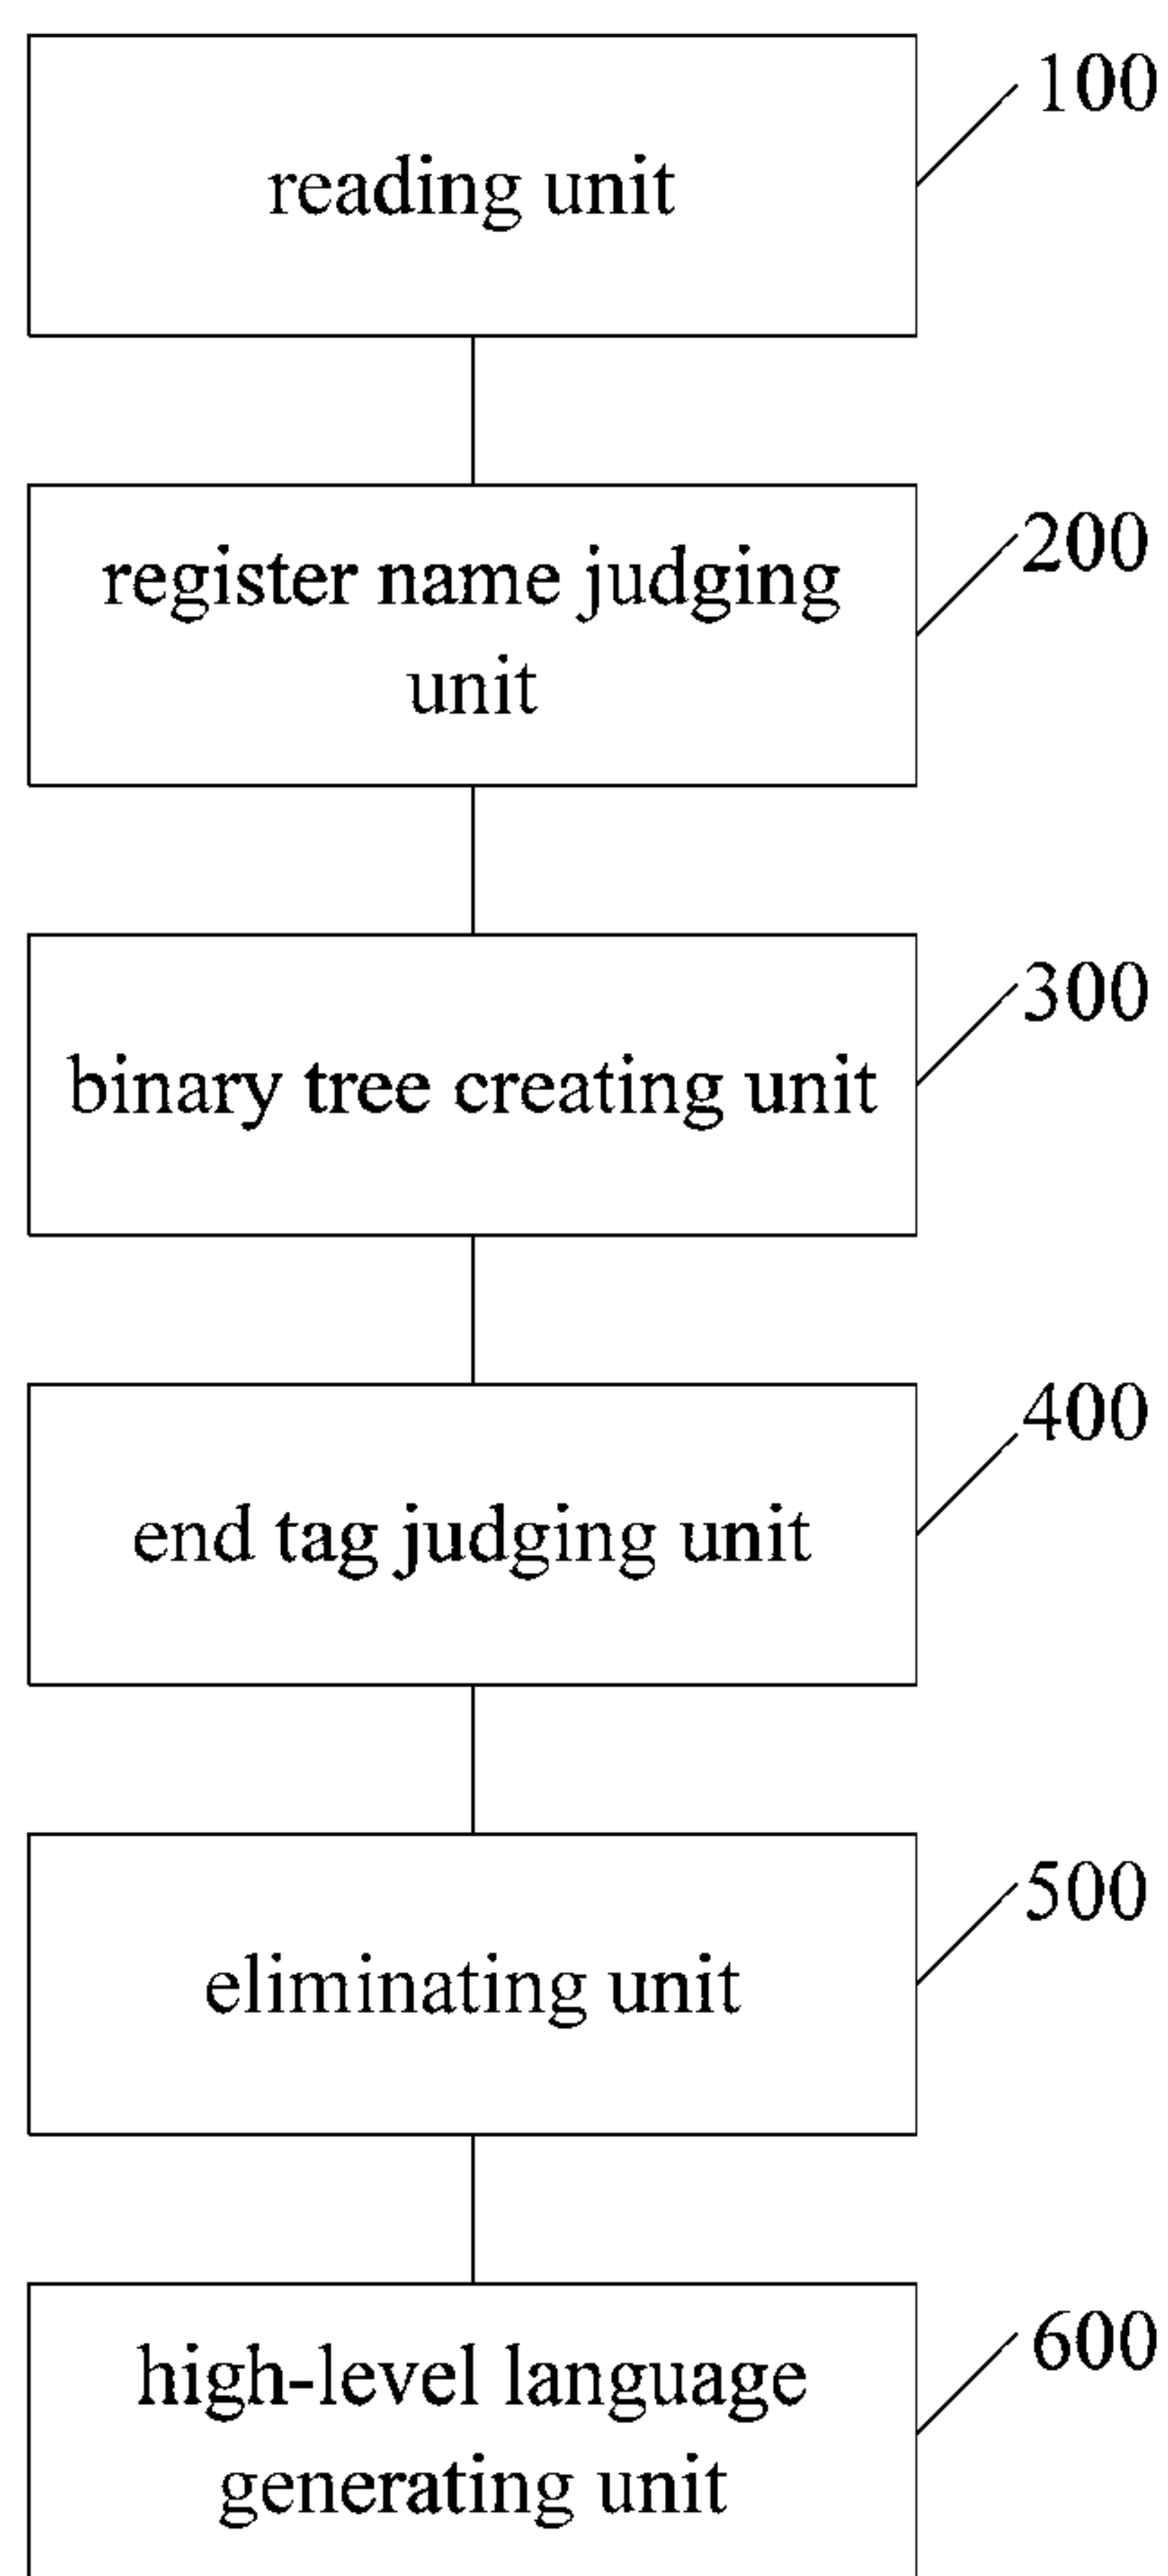 100
reading unit
200
register name judging
unit
300
binary tree creating unit
400
end tag judging unit
500
eliminating unit
600
high-level language
generating unit